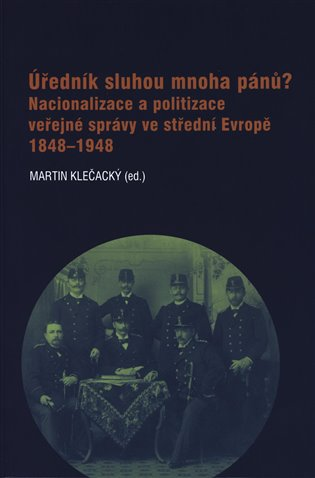 Úředník sluhou mnoha pánů?
Nacionalizace a politizace
veřejné správy ve střední Evropě
1848–1948
MARTIN KLEČACKÝ (ed.)